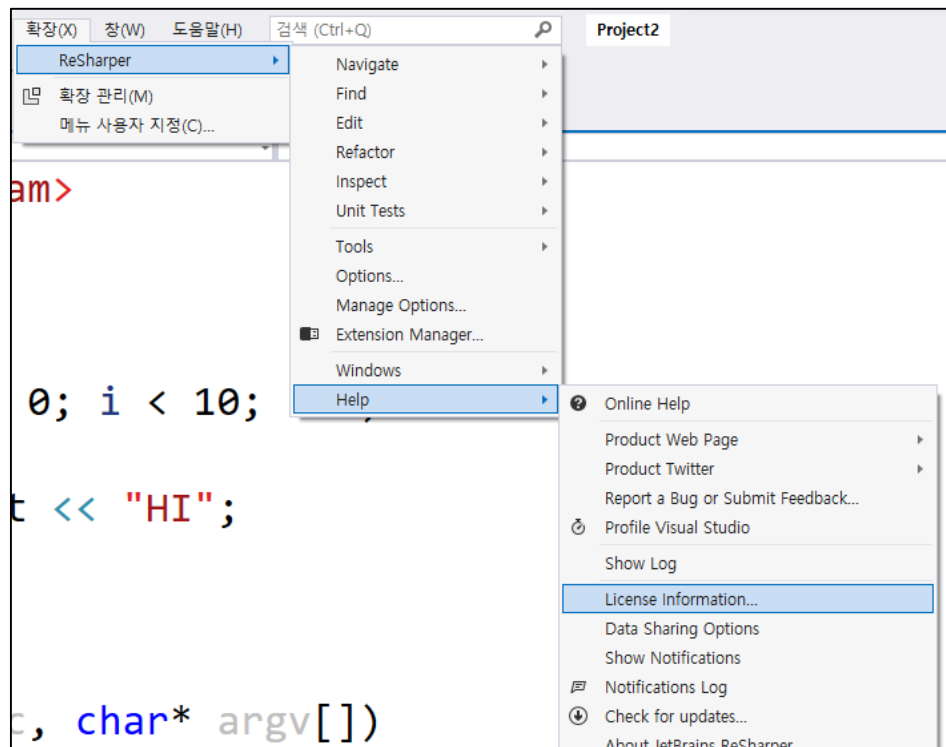 확장(X) 창(W) 도움말(H) 검색 (Ctrl+Q) Project2
ReSharper
확장 관리(M)
메뉴 사용자 지정(C)...
Navigate
Find
Edit
Refactor
Inspect
Unit Tests
Tools
Options...
Manage Options...
Extension Manager...
Windows
Help
Online Help
Product Web Page
Product Twitter
Report a Bug or Submit Feedback...
Profile Visual Studio
Show Log
License Information...
Data Sharing Options
Show Notifications
Notifications Log
Check for updates...
About JetBrains ReSharper
am>
0; i < 10;
t << "HI";
c, char* argv[])